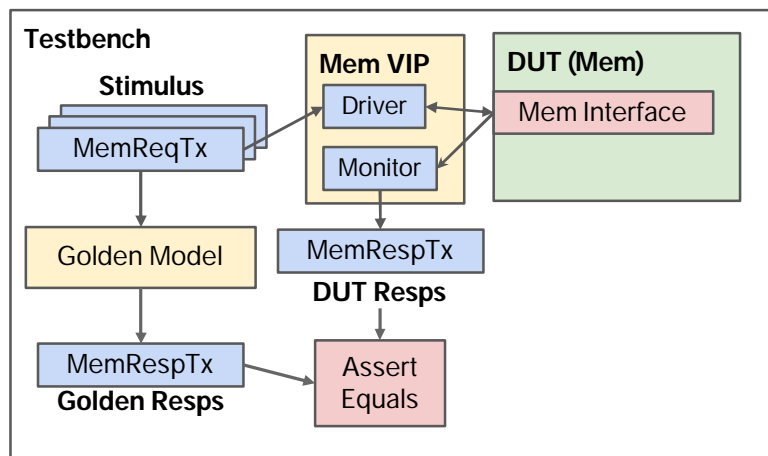 Testbench
Stimulus
MemReqTx
Golden Model
MemRespTx
Golden Resps
Mem VIP
Driver
Monitor
MemRespTx
DUT Resps
Assert
Equals
DUT (Mem)
Mem Interface